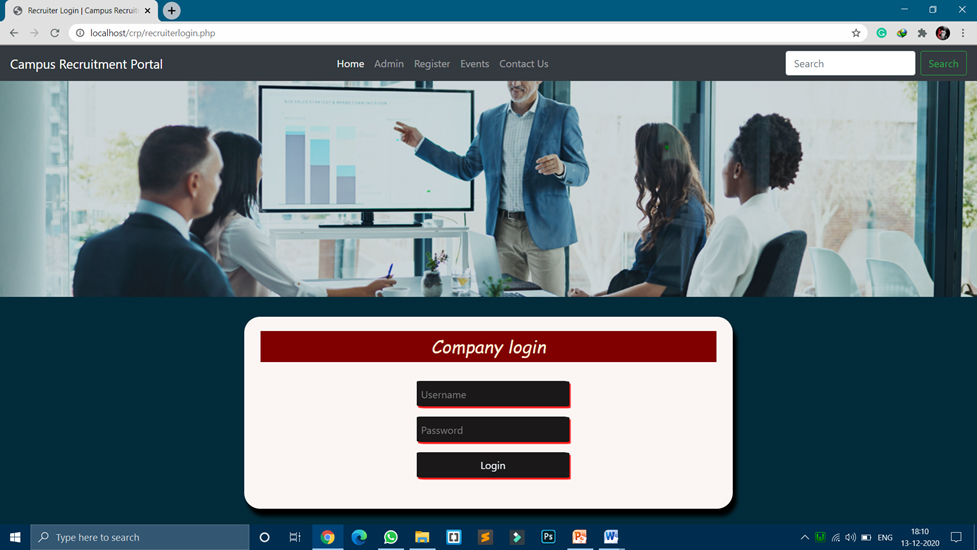 Recruiter Login | Campus Recruit
localhost/crp/recruiterlogin.php
Campus Recruitment Portal
Home Admin Register Events Contact Us
Search Search
Company login
Username
Password
Login
Type here to search
ENG
18:10
13-12-2020